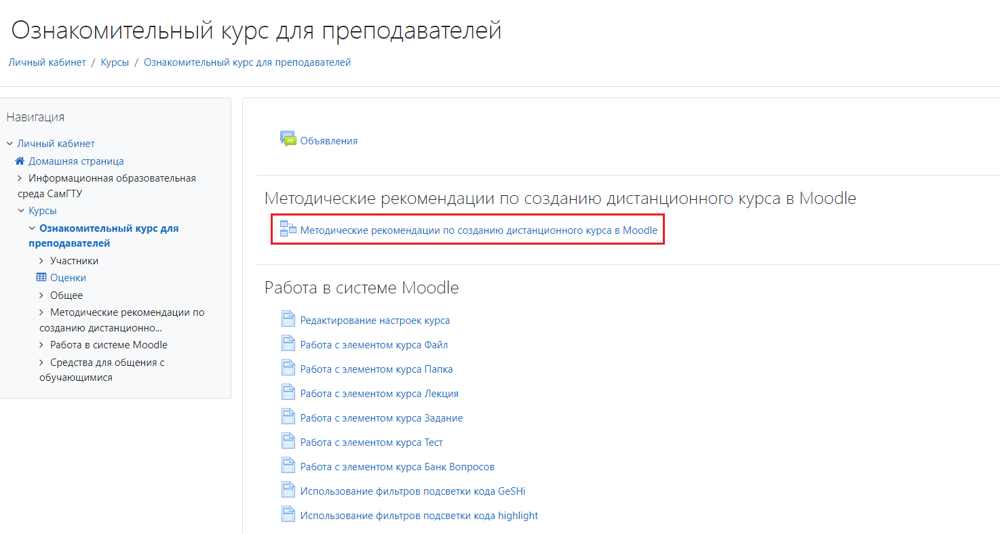 Ознакомительный курс для преподавателей
Личный кабинет / Курсы / Ознакомительный курс для преподавателей
Навигация
Личный кабинет
Домашняя страница
Информационная образовательная
среда СамГТУ
Курсы
Ознакомительный курс для
преподавателей
Участники
Оценки
Общее
Методические рекомендации по
созданию дистанционно...
Работа в системе Moodle
Средства для общения с
обучающимися
Объявления
Методические рекомендации по созданию дистанционного курса в Moodle
Методические рекомендации по созданию дистанционного курса в Moodle
Работа в системе Moodle
Редактирование настроек курса
Работа с элементом курса Файл
Работа с элементом курса Папка
Работа с элементом курса Лекция
Работа с элементом курса Задание
Работа с элементом курса Тест
Работа с элементом курса Банк Вопросов
Использование фильтров подсветки кода GeSHi
Использование фильтров подсветки кода highlight